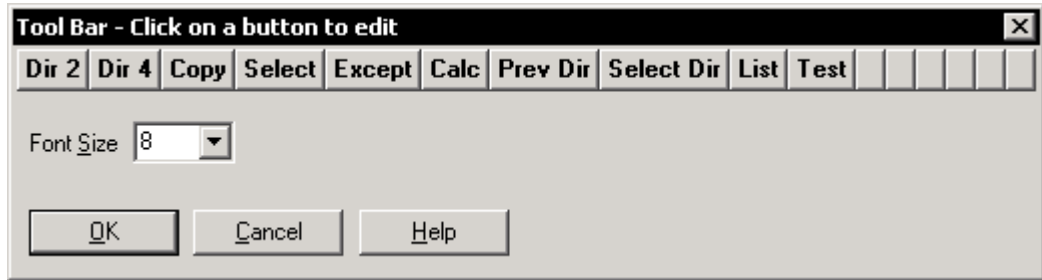 Tool Bar - Click on a button to edit
Dir 2 Dir 4 Copy Select Except Calc Prev Dir Select Dir List Test
Font Size 8
OK Cancel Help